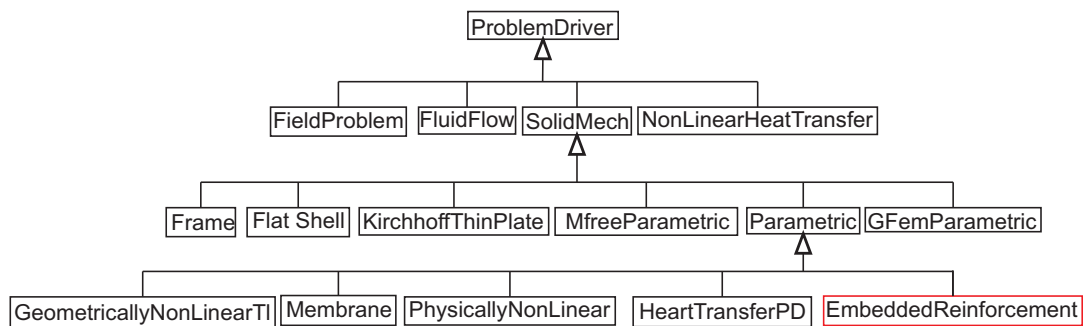 ProblemDriver
FieldProblem FluidFlow SolidMech NonLinearHeatTransfer
Frame Flat Shell KirchhoffThinPlate MfreeParametric Parametric GFemParametric
GeometricallyNonLinearTl Membrane PhysicallyNonLinear HeartTransferPD EmbeddedReinforcement